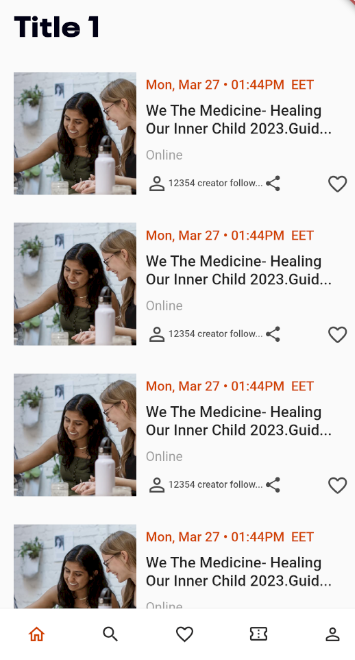 Title 1
Mon, Mar 27 • 01:44PM EET
We The Medicine- Healing
Our Inner Child 2023.Guid...
Online
12354 creator follow...
Mon, Mar 27 • 01:44PM EET
We The Medicine- Healing
Our Inner Child 2023.Guid...
Online
12354 creator follow...
Mon, Mar 27 • 01:44PM EET
We The Medicine- Healing
Our Inner Child 2023.Guid...
Online
12354 creator follow...
Mon, Mar 27 • 01:44PM EET
We The Medicine- Healing
Our Inner Child 2023.Guid...
Online